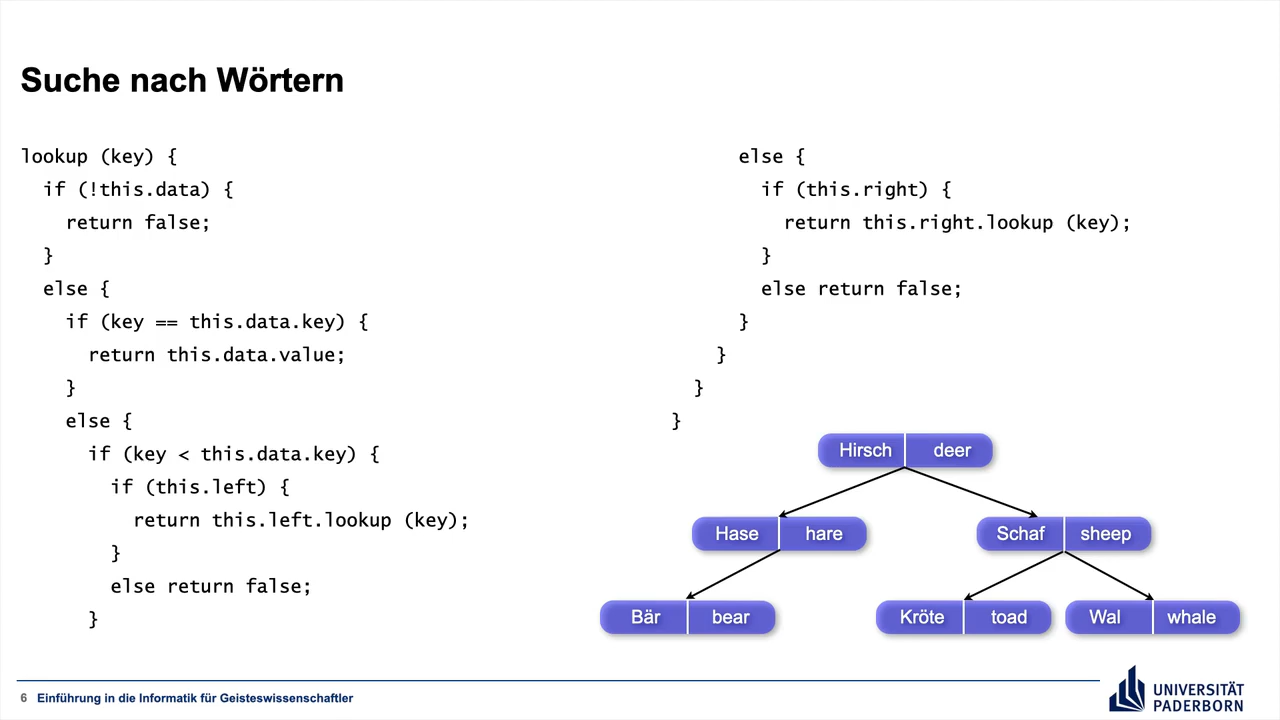 Suche nach Wörtern
lookup (key) {
if (!this.data) {
return false;
}
else {
if (key == this.data.key) {
return this.data.value;
}
else {
if (key < this.data.key) {
if (this.left) {
return this.left.lookup (key);
}
else return false;
}
else {
if (this.right) {
return this.right.lookup (key);
}
else return false;
}
}
}
}
Hirsch deer
Hase hare
Schaf sheep
Bär bear
Kröte toad
Wal whale
6 Einführung in die Informatik für Geisteswissenschaftler
UNIVERSITÄT
PADERBORN